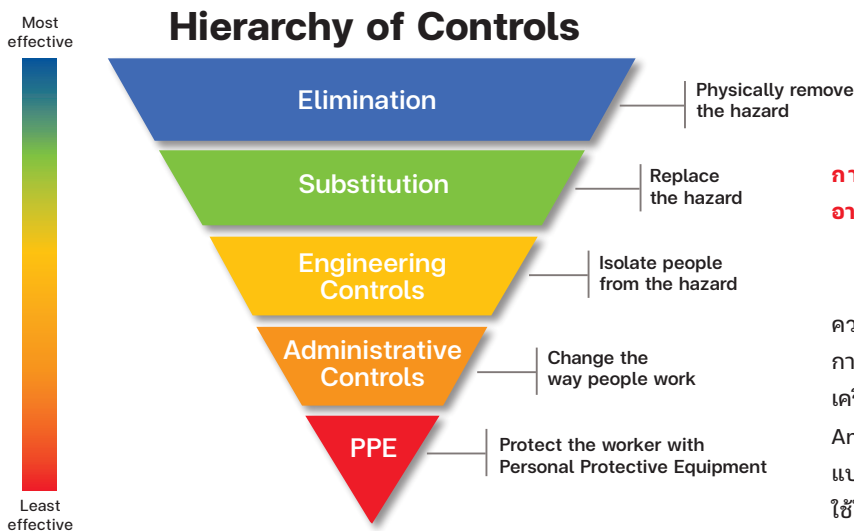 Hierarchy of Controls
Most
effective
Elimination
Physically remove
the hazard
Substitution
Replace
the hazard
Engineering
Controls
Isolate people
from the hazard
Administrative
Controls
Change the
way people work
PPE
Protect the worker with
Personal Protective Equipment
Least
effective